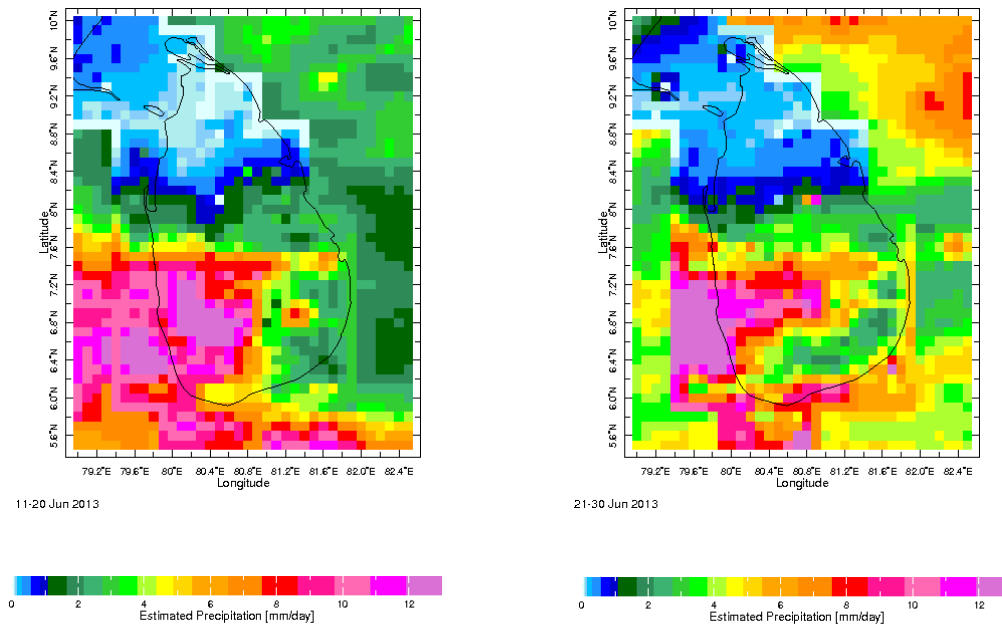 10°N
9.6°N
9.2°N
8.8°N
8.4°N
8°N
7.6°N
7.2°N
6.8°N
6.4°N
6.0°N
5.6°N
Latitude
79.2°E 79.6°E 80°E 80.4°E 80.8°E 81.2°E 81.6°E 82.0°E 82.4°E
Longitude
11-20 Jun 2013
0 2 4 6 8 10 12
Estimated Precipitation [mm/day]
10°N
9.6°N
9.2°N
8.8°N
8.4°N
8°N
7.6°N
7.2°N
6.8°N
6.4°N
6.0°N
5.6°N
Latitude
79.2°E 79.6°E 80°E 80.4°E 80.8°E 81.2°E 81.6°E 82.0°E 82.4°E
Longitude
21-30 Jun 2013
0 2 4 6 8 10 12
Estimated Precipitation [mm/day]